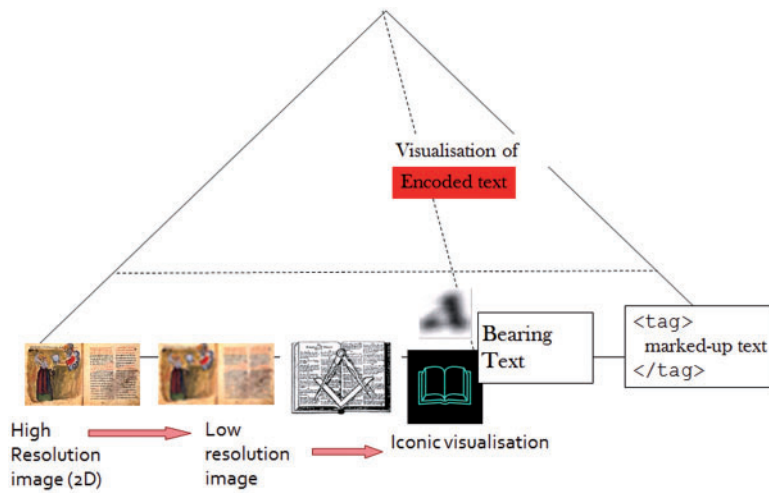 Visualisation of
Encoded text
Bearing
Text
<tag>
marked-up text
</tag>
High
Resolution
image (2D)
Low
resolution
image
Iconic visualisation